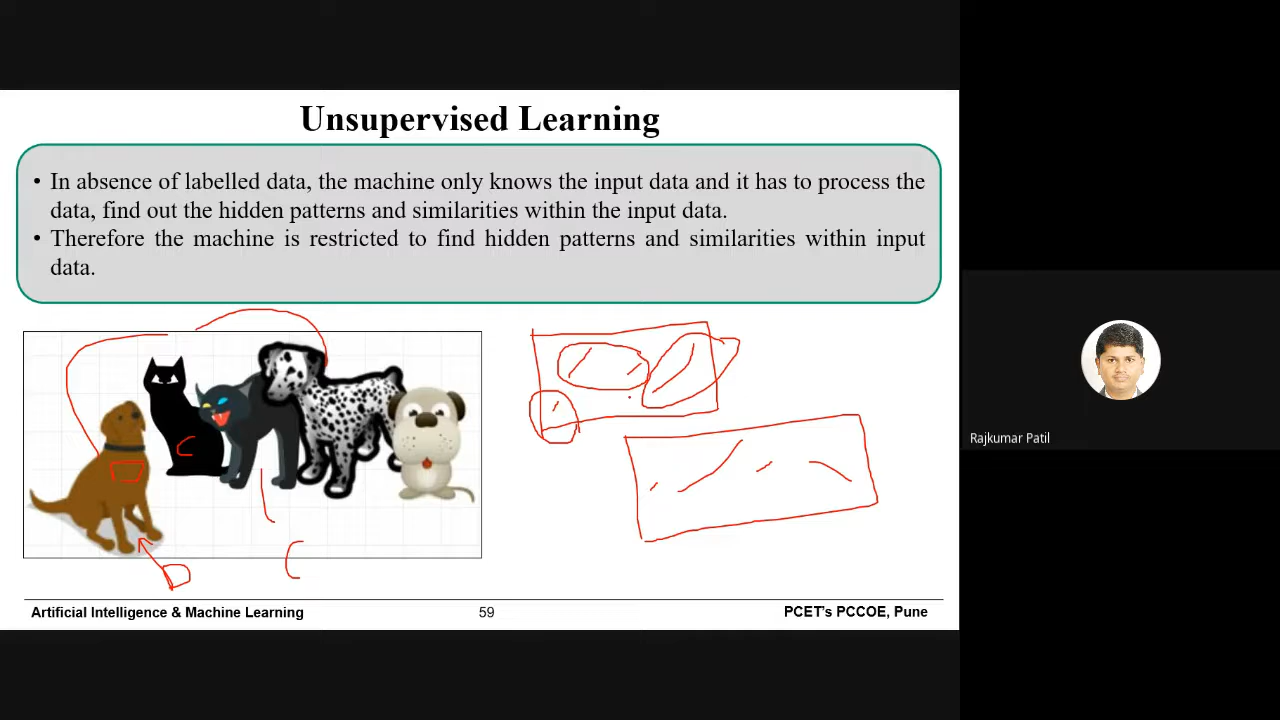 Unsupervised Learning
• In absence of labelled data, the machine only knows the input data and it has to process the
data, find out the hidden patterns and similarities within the input data.
• Therefore the machine is restricted to find hidden patterns and similarities within input
data.
C
D
C
Artificial Intelligence & Machine Learning
59
PCET's PCCOE, Pune
Rajkumar Patil